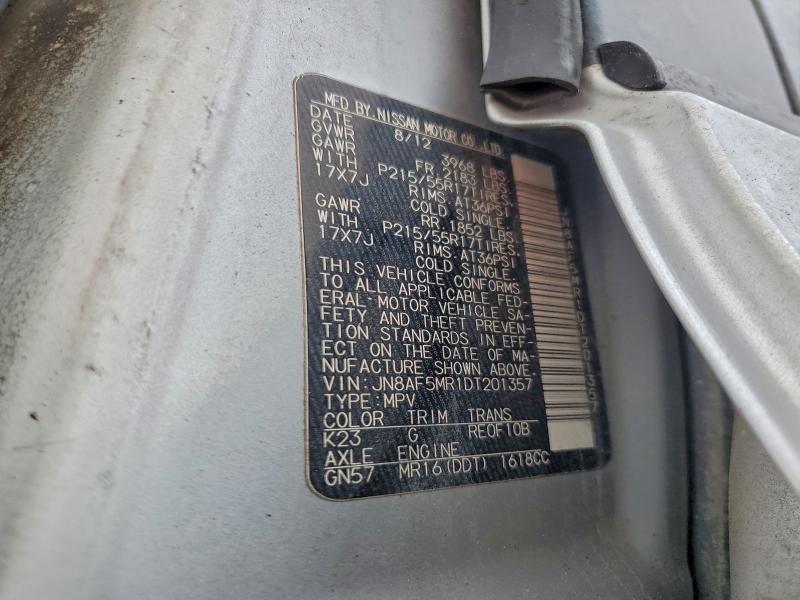 MFD BY NISSAN MOTOR CO.,LTD.
DATE 8/12
GVWR 3968 LBS.
GAWR FR. 2183 LBS.
WITH P215/55R17TIRES.
17X7J RIMS AT36PSI
COLD SINGLE.
GAWR RR. 1852 LBS.
WITH P215/55R17TIRES.
17X7J RIMS AT36PSI
COLD SINGLE.
THIS VEHICLE CONFORMS
TO ALL APPLICABLE FED-
ERAL MOTOR VEHICLE SA-
FETY AND THEFT PREVEN-
TION STANDARDS IN EFF-
ECT ON THE DATE OF MA-
NUFACTURE SHOWN ABOVE.
VIN: JN8AF5MR1DT201357
TYPE: MPV
COLOR TRIM TRANS
K23 G RE0F10B
AXLE ENGINE
GN57 MR16(DDT) 1618CC
JN8AF5MR1DT201357